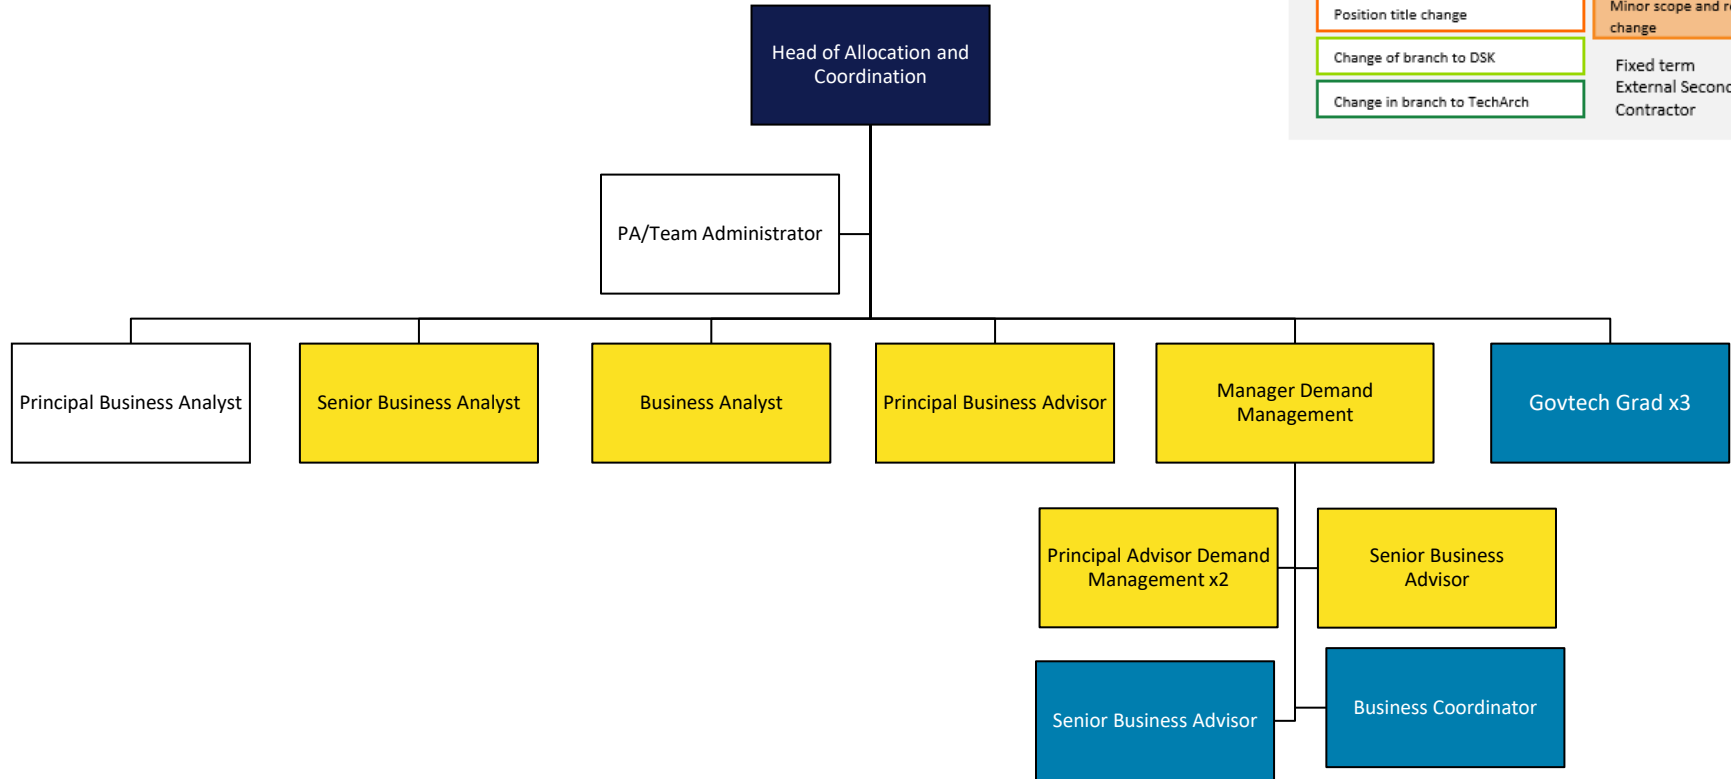 Position title change
Minor scope and
change
Change of branch to DSK
Fixed term
External
Change in branch to TechArch
Contractor
Head of Allocation and
Coordination
PA/Team Administrator
Principal Business Analyst
Senior Business Analyst
Business Analyst
Principal Business Advisor
Manager Demand
Management
Govtech Grad x3
Principal Advisor Demand
Management x2
Senior Business
Advisor
Senior Business Advisor
Business Coordinator